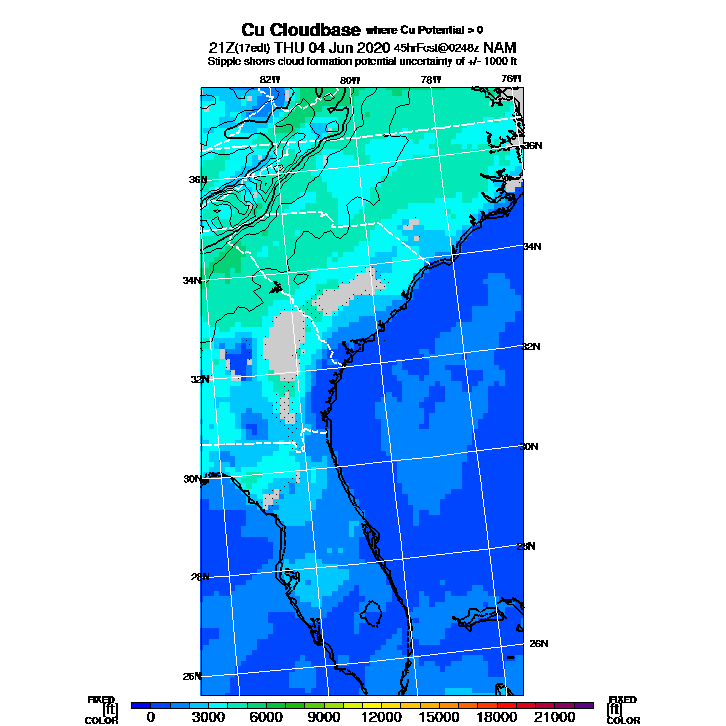 Cu Cloudbase where Cu Potential > 0
21Z(17edt) THU 04 Jun 2020 45hrFcst@0248z NAM
Stipple shows cloud formation potential uncertainty of +/- 1000 ft
82W 80W 78W 76W
36N
36N
34N
34N
32N
32N
30N
30N
28N
28N
26N
26N
FIXED [ft] COLOR
0 3000 6000 9000 12000 15000 18000 21000
FIXED [ft] COLOR